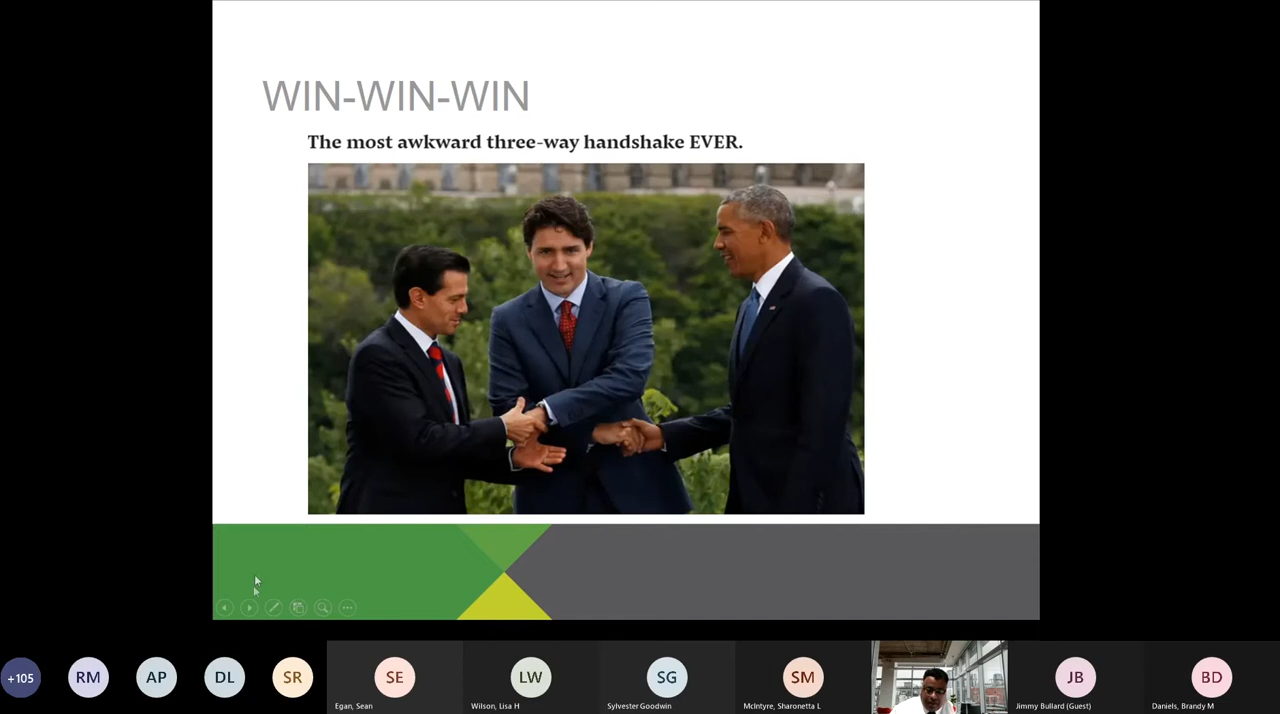 WIN-WIN-WIN
The most awkward three-way handshake EVER.
+105
RM
AP
DL
SR
SE
LW
SG
SM
JB
BD
Egan, Sean
Wilson, Lisa H
Sylvester Goodwin
McIntyre, Sharonetta L
Jimmy Bullard (Guest)
Daniels, Brandy M